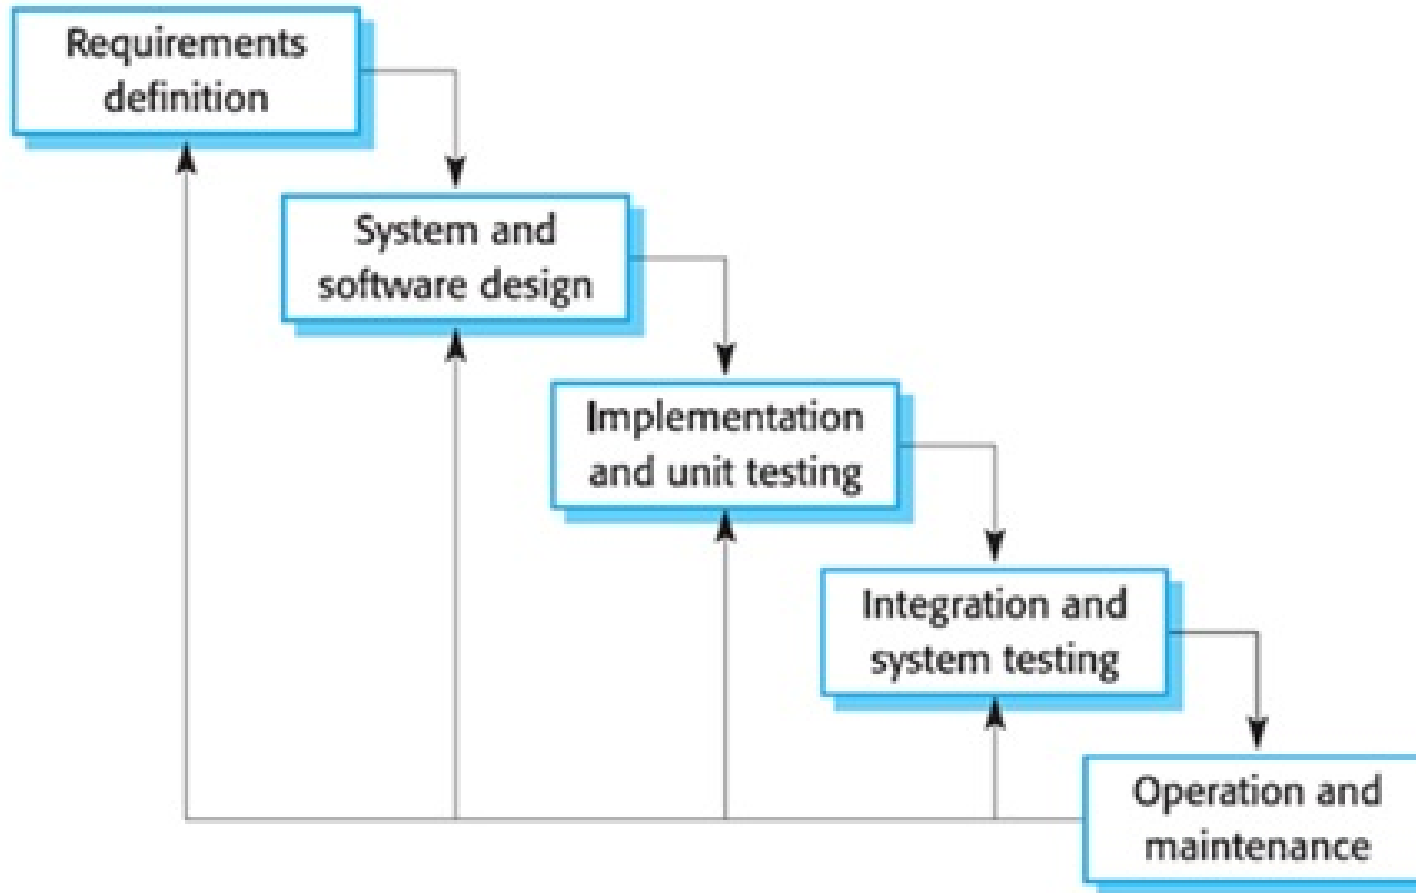 Requirements
definition
System and
software design
Implementation
and unit testing
Integration and
system testing
Operation and
maintenance